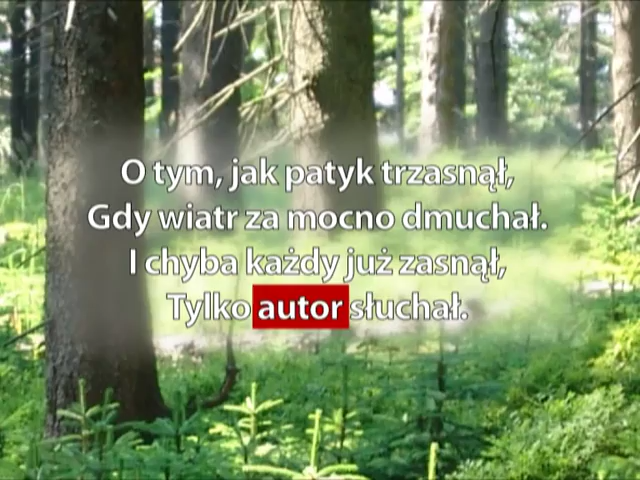 O tym, jak patyk trzasnął,
Gdy wiatr za mocno dmuchał.
I chyba każdy już zasnął,
Tylko autor słuchał.